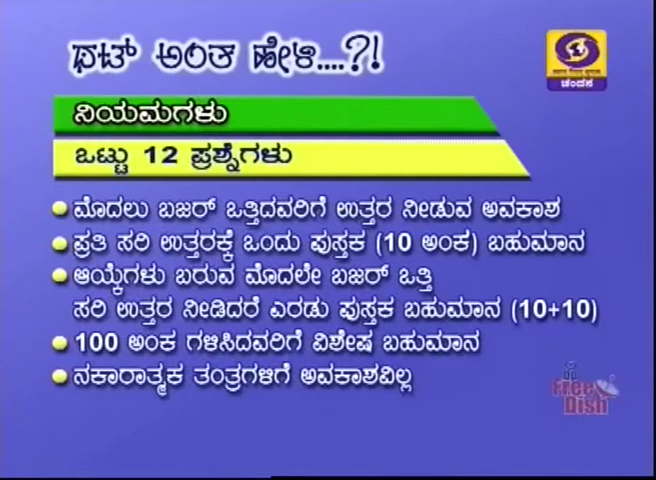 ಥಟ್ ಅಂತ ಹೇಳಿ....?!
ಚಂದನ
ನಿಯಮಗಳು
ಒಟ್ಟು 12 ಪ್ರಶ್ನೆಗಳು
ಮೊದಲು ಬಜರ್ ಒತ್ತಿದವರಿಗೆ ಉತ್ತರ ನೀಡುವ ಅವಕಾಶ
ಪ್ರತಿ ಸರಿ ಉತ್ತರಕ್ಕೆ ಒಂದು ಪುಸ್ತಕ (10 ಅಂಕ) ಬಹುಮಾನ
ಆಯ್ಕೆಗಳು ಬರುವ ಮೊದಲೇ ಬಜರ್ ಒತ್ತಿ
ಸರಿ ಉತ್ತರ ನೀಡಿದರೆ ಎರಡು ಪುಸ್ತಕ ಬಹುಮಾನ (10+10)
100 ಅಂಕ ಗಳಿಸಿದವರಿಗೆ ವಿಶೇಷ ಬಹುಮಾನ
ನಕಾರಾತ್ಮಕ ತಂತ್ರಗಳಿಗೆ ಅವಕಾಶವಿಲ್ಲ
Free
Dish